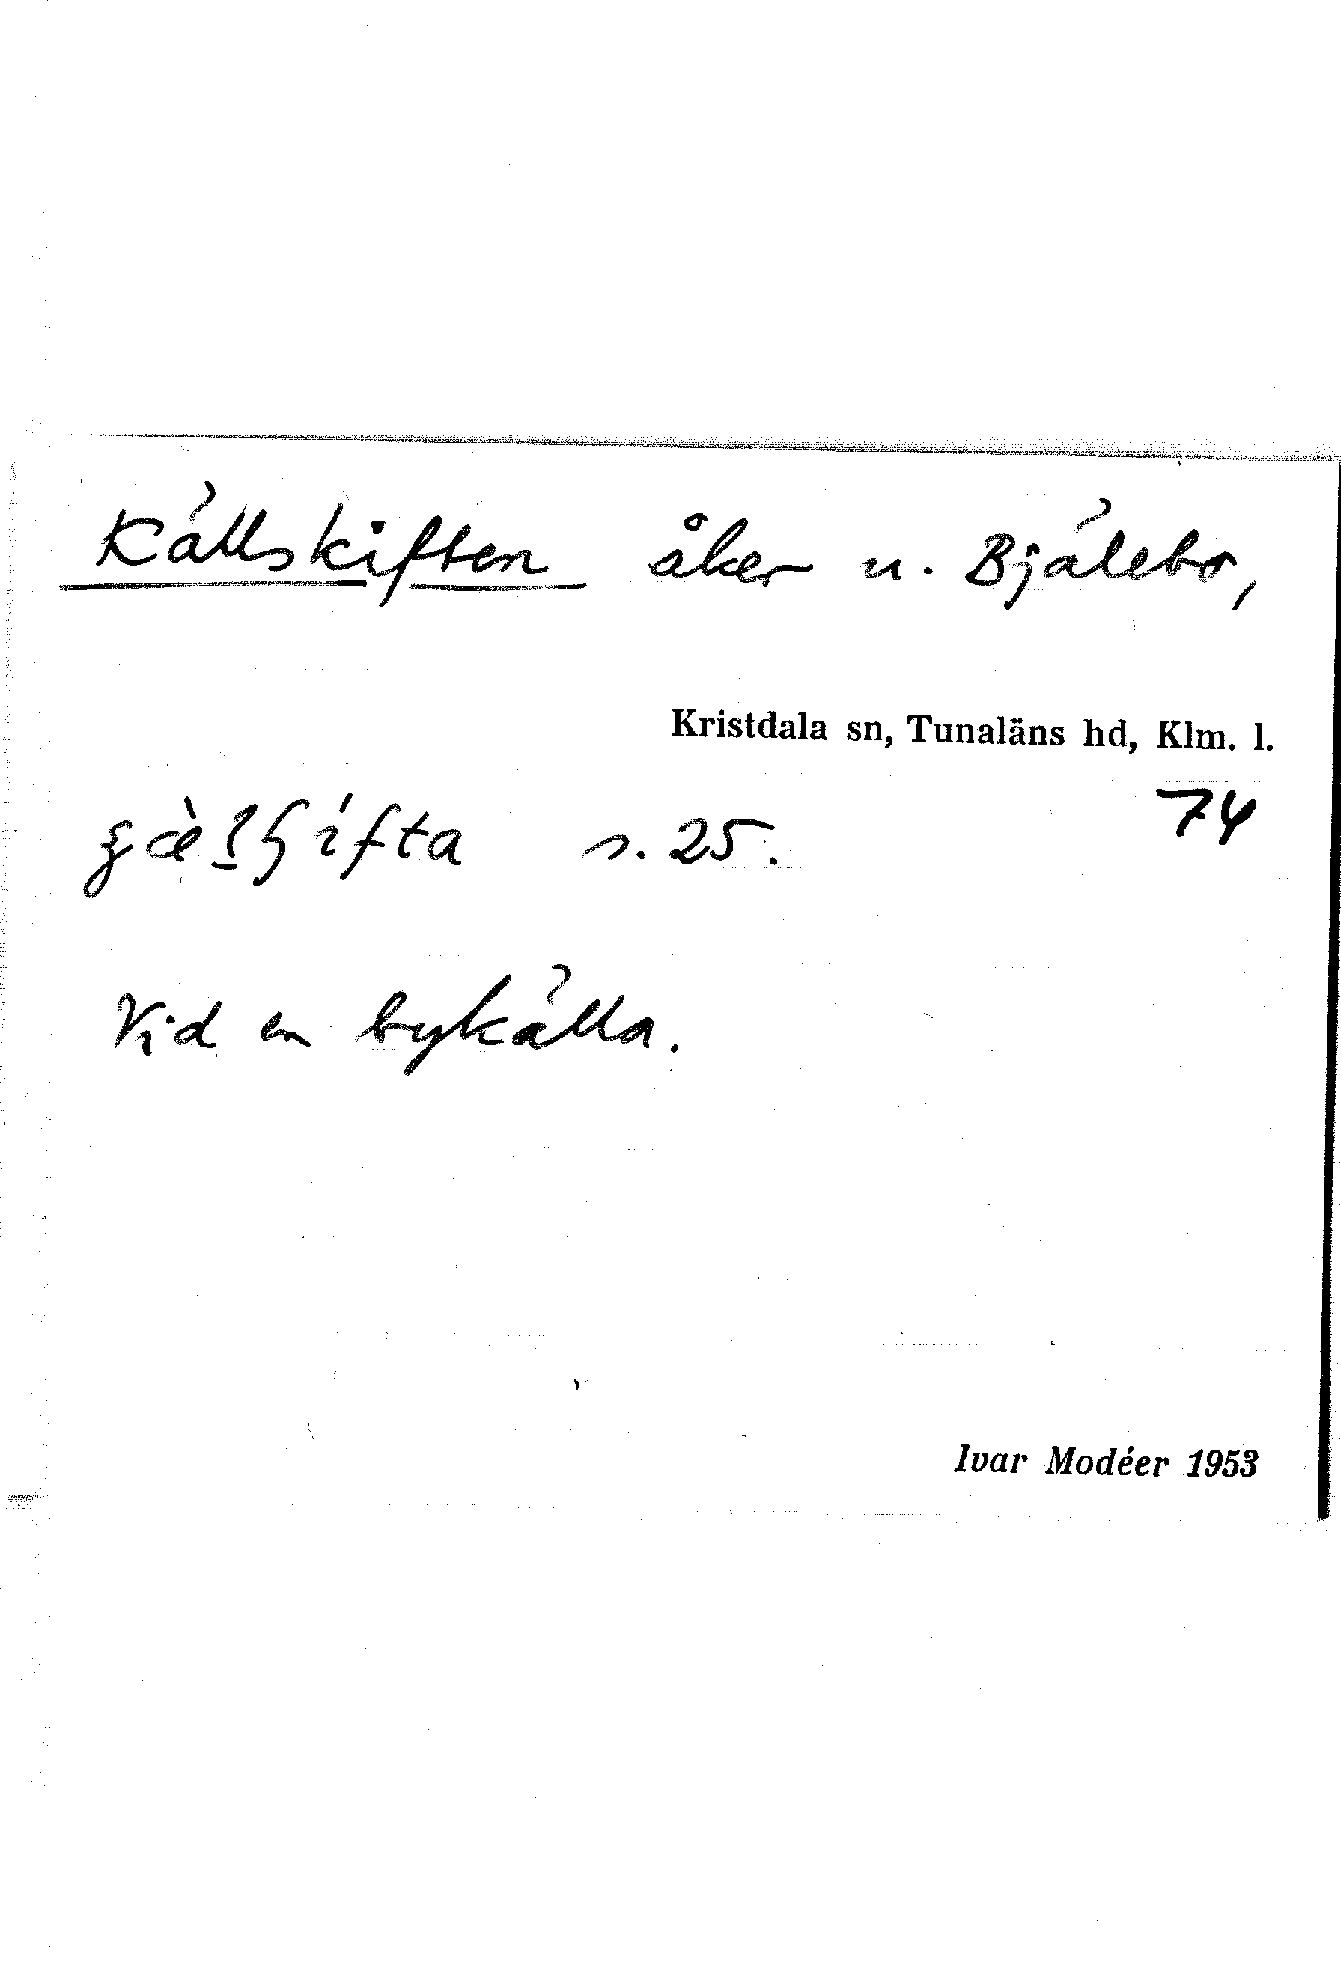 Källskiften åker u. Bjälebo,
Kristdala sn, Tunaläns hd, Klm. l.
74
s. 25.
Vid en bykälla.
Ivar Modéer 1953